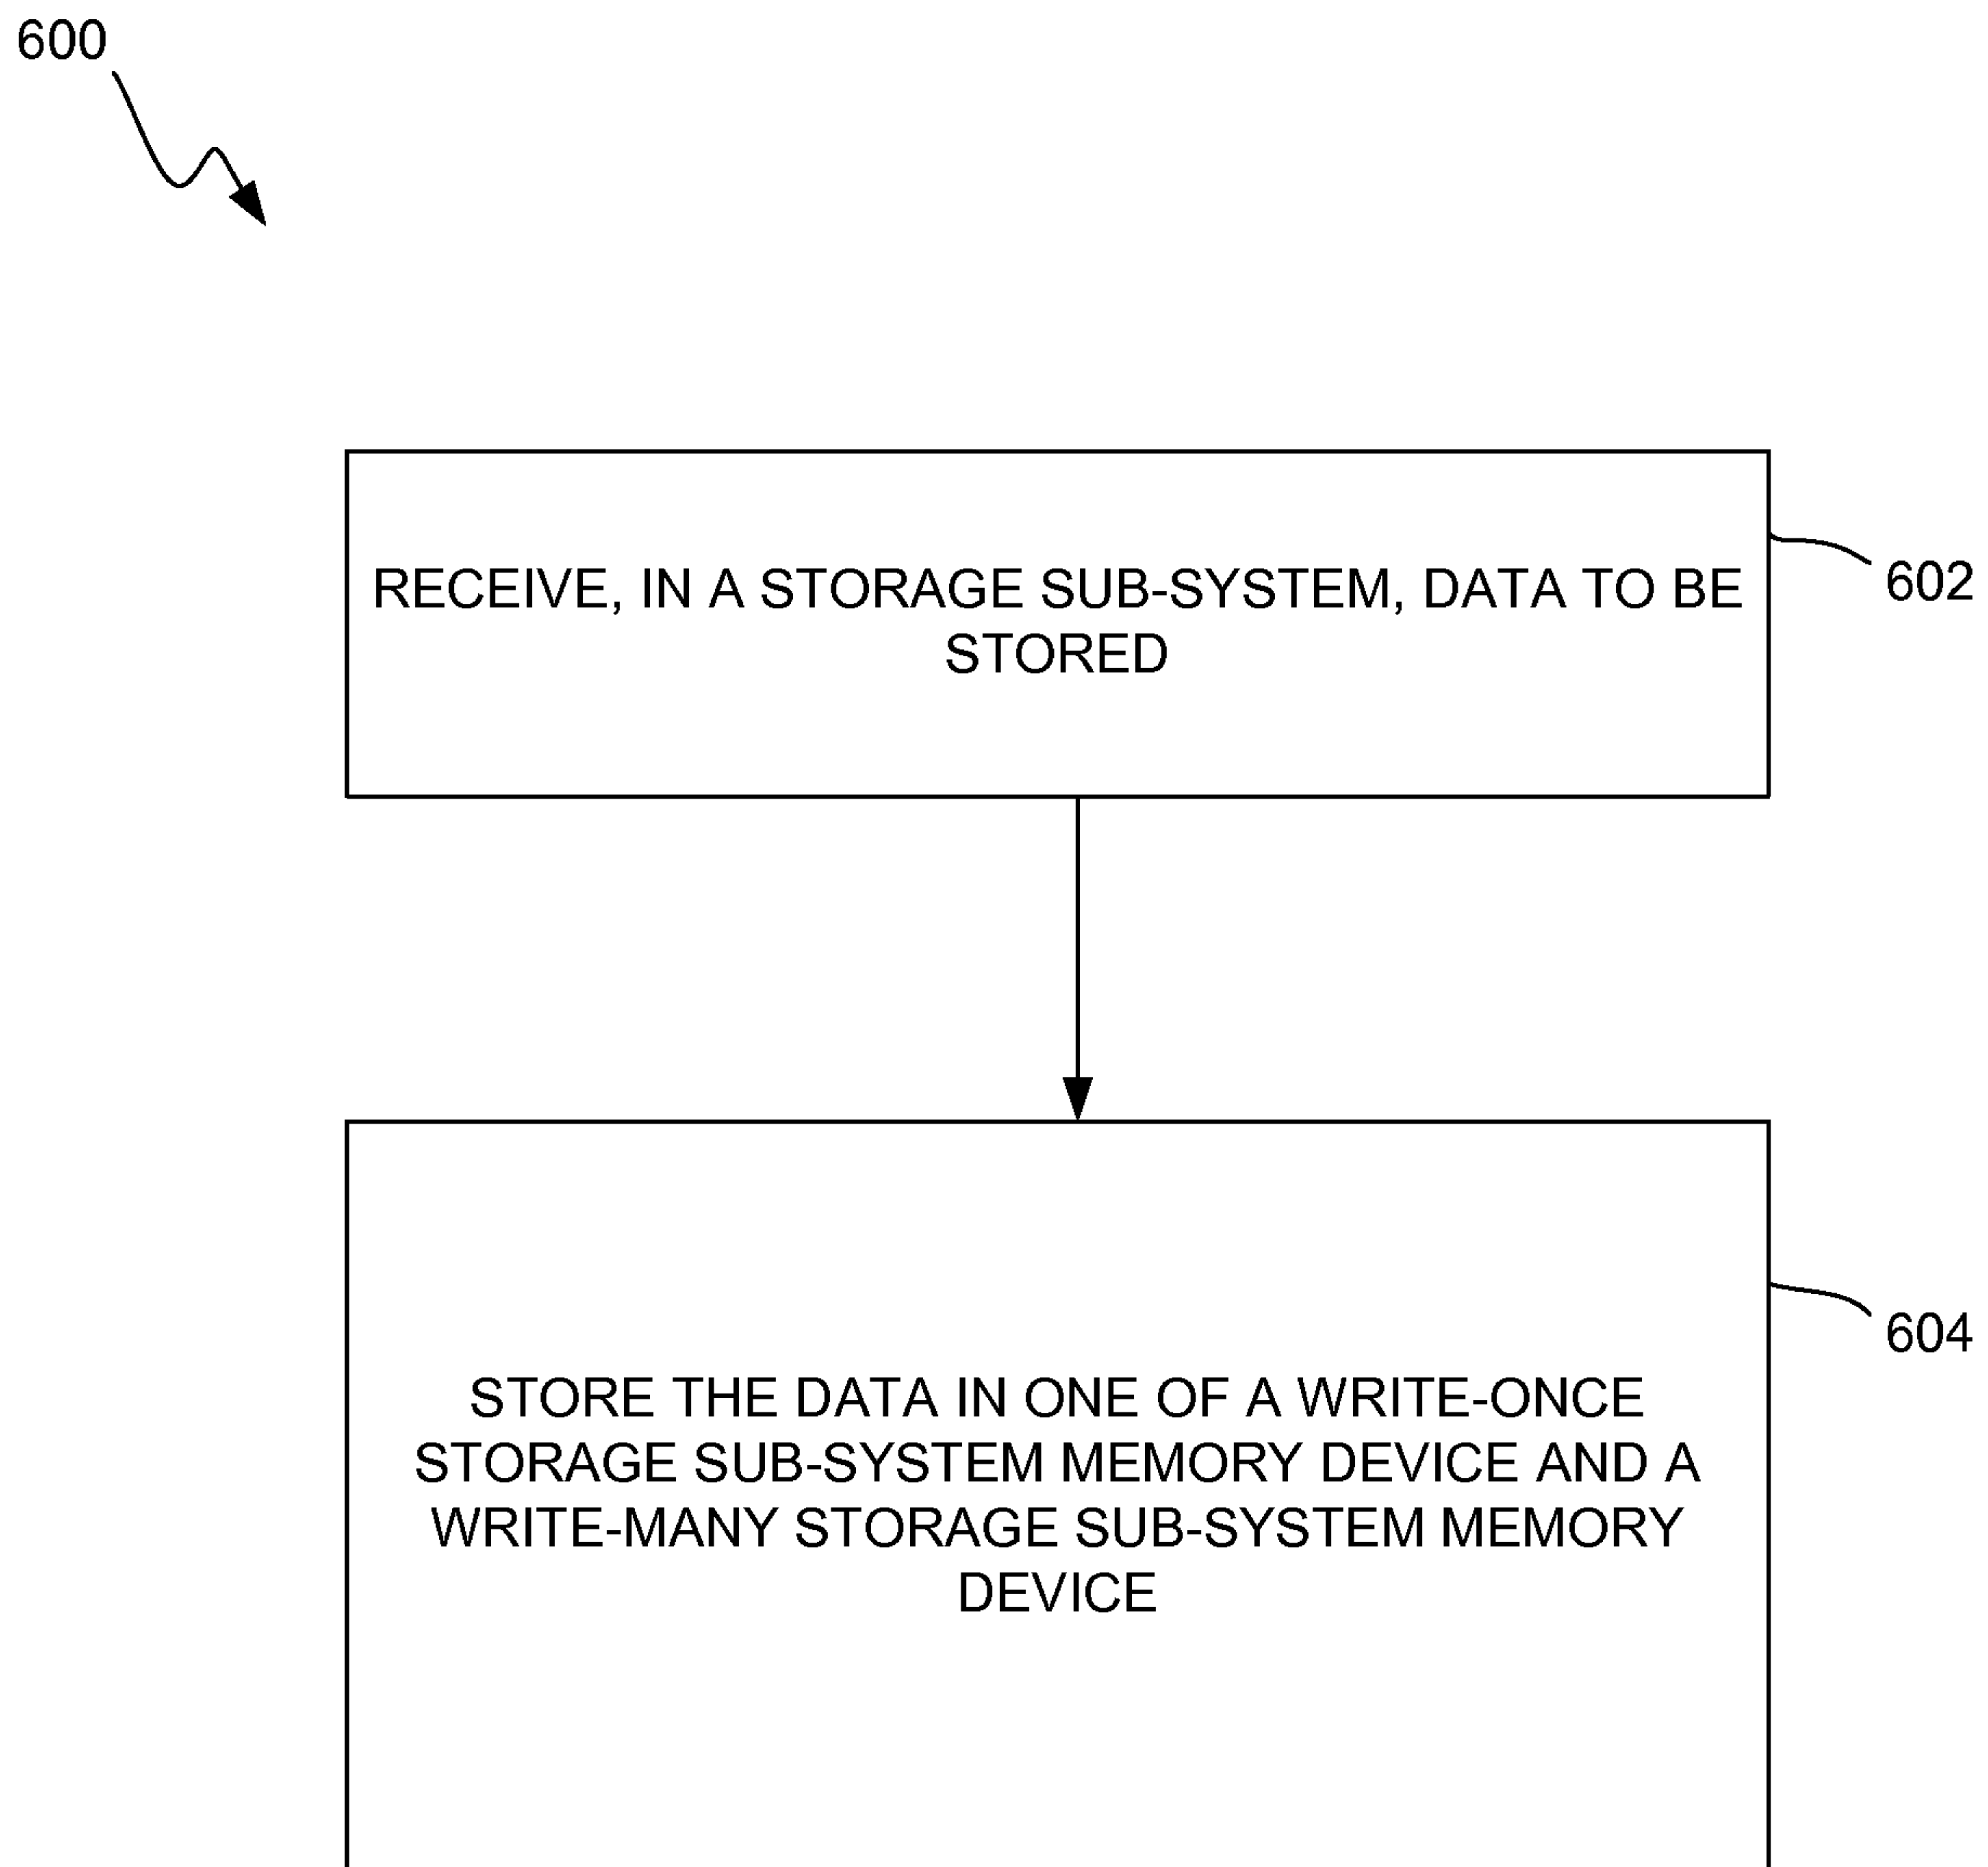 600
RECEIVE, IN A STORAGE SUB-SYSTEM, DATA TO BE
STORED
602
604
STORE THE DATA IN ONE OF A WRITE-ONCE
STORAGE SUB-SYSTEM MEMORY DEVICE AND A
WRITE-MANY STORAGE SUB-SYSTEM MEMORY
DEVICE